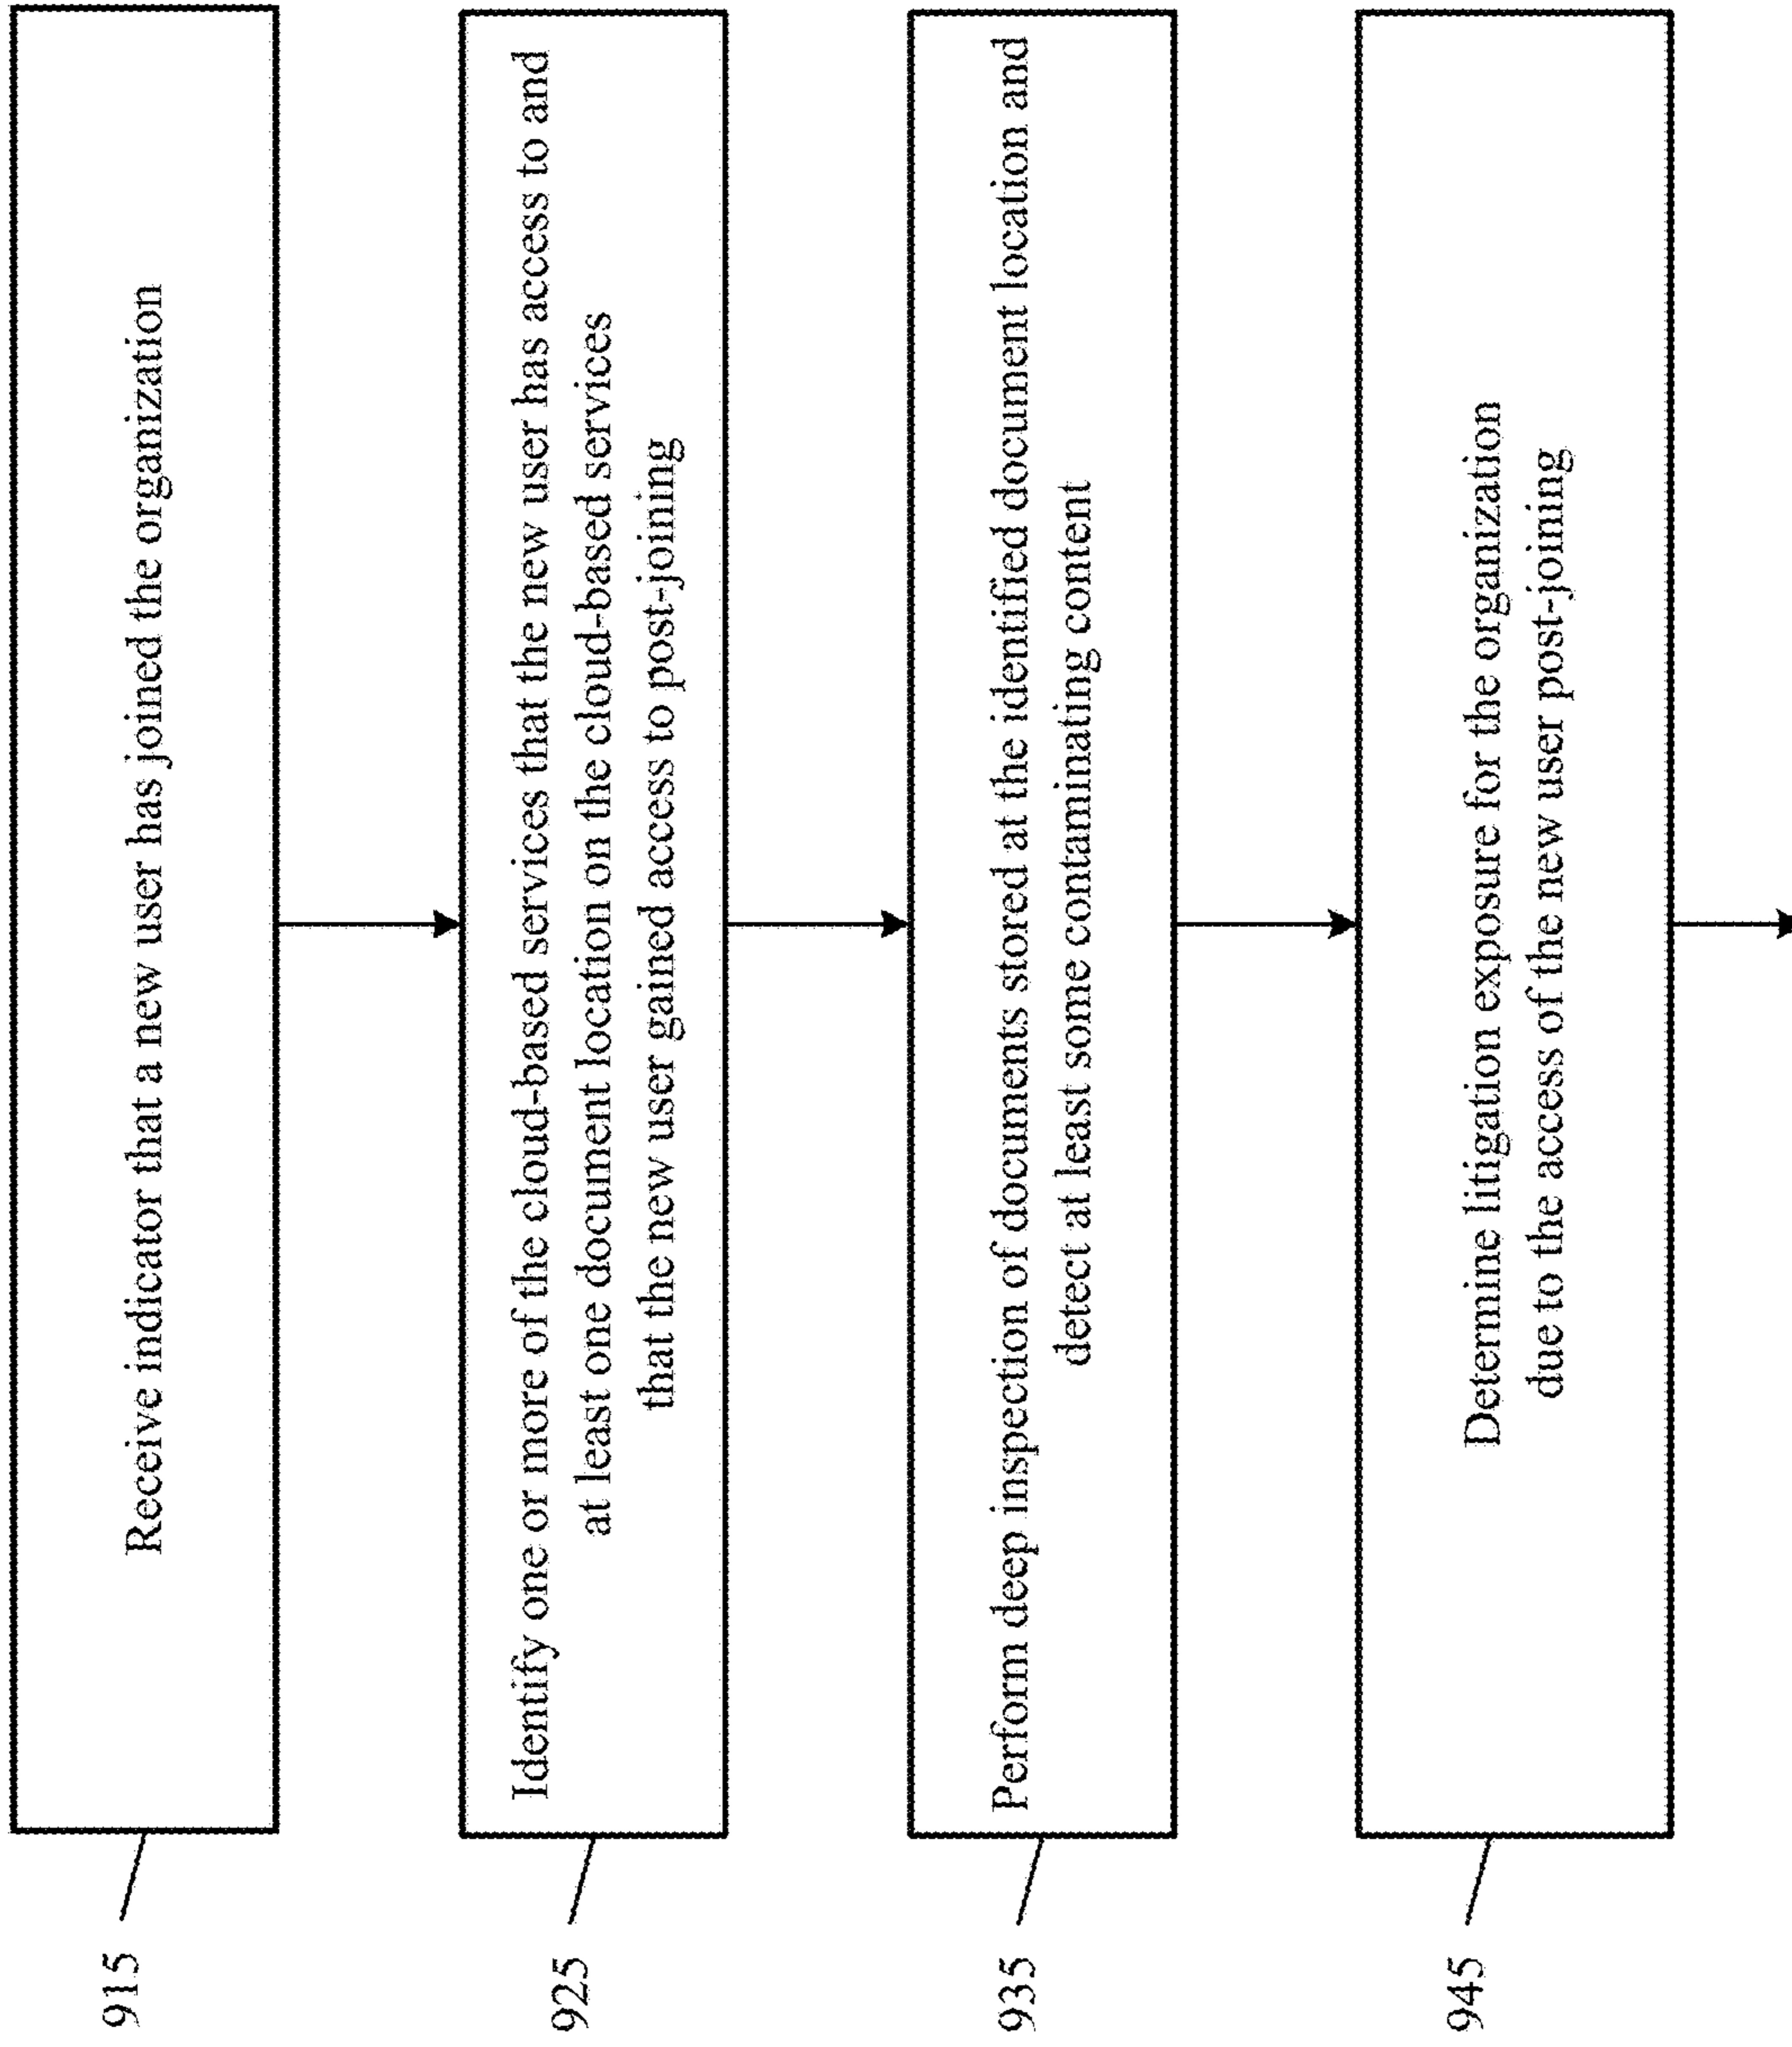 915
Receive indicator that a new user has joined the organization
925
Identify one or more of the cloud-based services that the new user has access to and
at least one document location on the cloud-based services
that the new user gained access to post-joining
935
Perform deep inspection of documents stored at the identified document location and
detect at least some contaminating content
945
Determine litigation exposure for the organization
due to the access of the new user post-joining